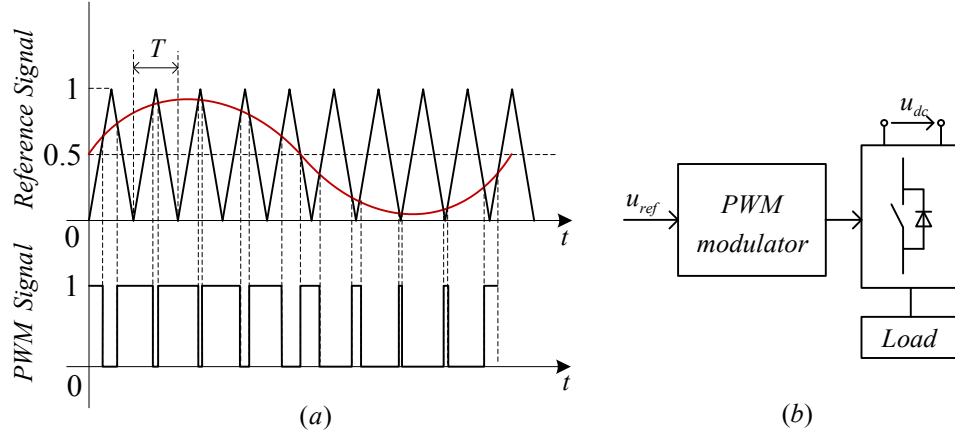 Reference Signal
1
0.5
0
T
t
PWM Signal
1
0
t
(a)
u_ref
PWM
modulator
u_dc
Load
(b)